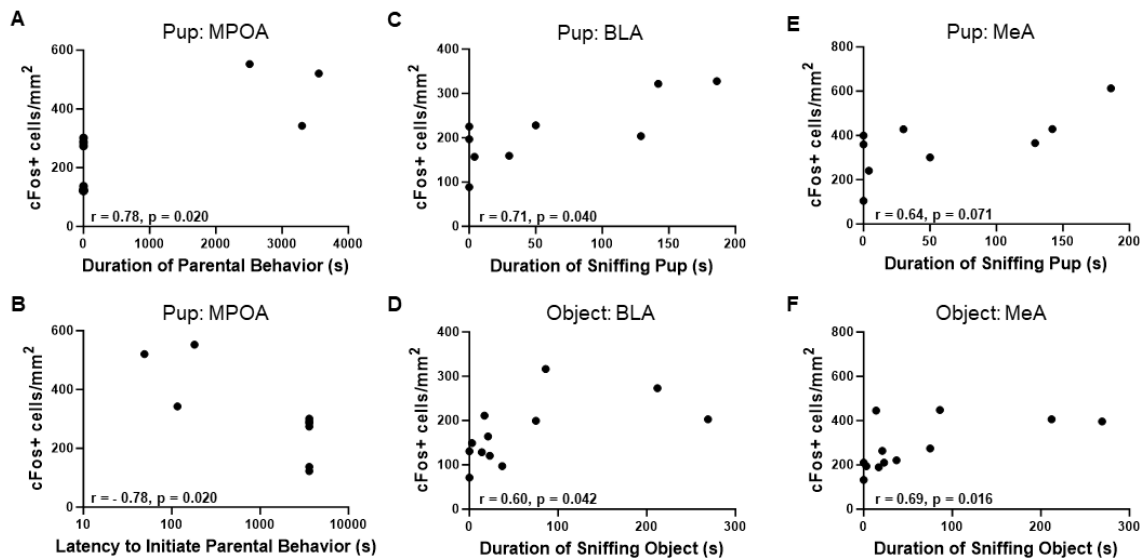 A
Pup: MPOA
cFos+ cells/mm2
600
400
200
0
0
1000
2000
3000
4000
r = 0.78, p = 0.020
Duration of Parental Behavior (s)
B
Pup: MPOA
cFos+ cells/mm2
600
400
200
0
10
100
1000
10000
r = - 0.78, p = 0.020
Latency to Initiate Parental Behavior (s)
C
Pup: BLA
cFos+ cells/mm2
400
300
200
100
0
0
50
100
150
200
r = 0.71, p = 0.040
Duration of Sniffing Pup (s)
D
Object: BLA
cFos+ cells/mm2
400
300
200
100
0
0
100
200
300
r = 0.60, p = 0.042
Duration of Sniffing Object (s)
E
Pup: MeA
cFos+ cells/mm2
800
600
400
200
0
0
50
100
150
200
r = 0.64, p = 0.071
Duration of Sniffing Pup (s)
F
Object: MeA
cFos+ cells/mm2
800
600
400
200
0
0
100
200
300
r = 0.69, p = 0.016
Duration of Sniffing Object (s)